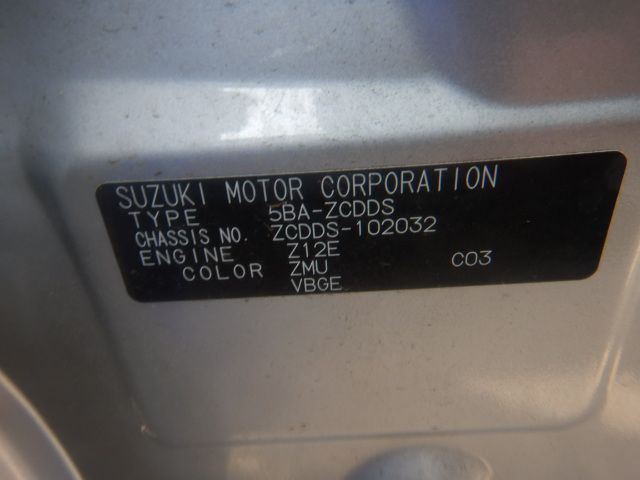 SUZUKI MOTOR CORPORATION
TYPE 5BA-ZCDDS
CHASSIS NO. ZCDDS-102032
ENGINE Z12E
COLOR ZMU C03
VBGE